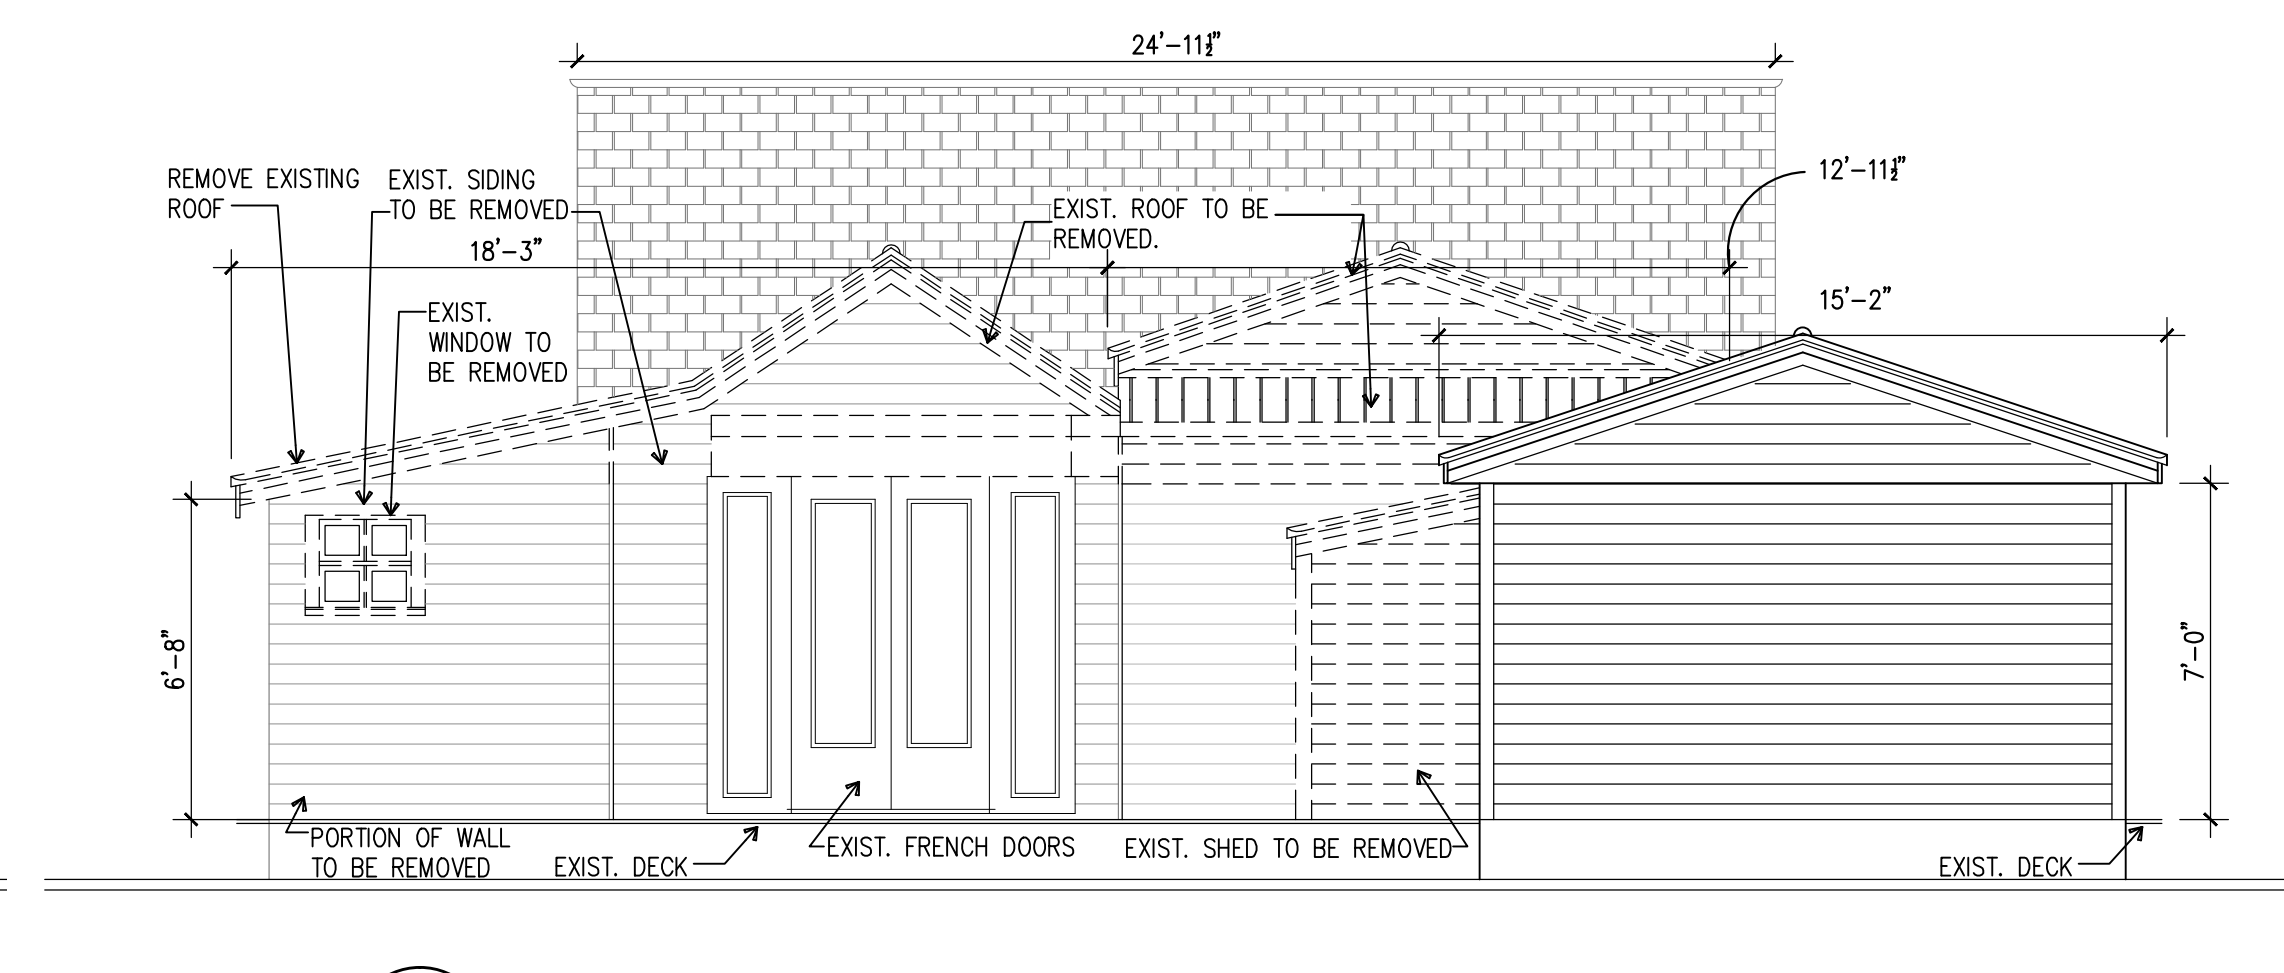 24'-11½"
12'-11½"
REMOVE EXISTING
ROOF
EXIST. SIDING
TO BE REMOVED
EXIST. ROOF TO BE
REMOVED.
18'-3"
15'-2"
EXIST.
WINDOW TO
BE REMOVED
6'-8"
7'-0"
PORTION OF WALL
TO BE REMOVED
EXIST. DECK
EXIST. FRENCH DOORS
EXIST. SHED TO BE REMOVED
EXIST. DECK